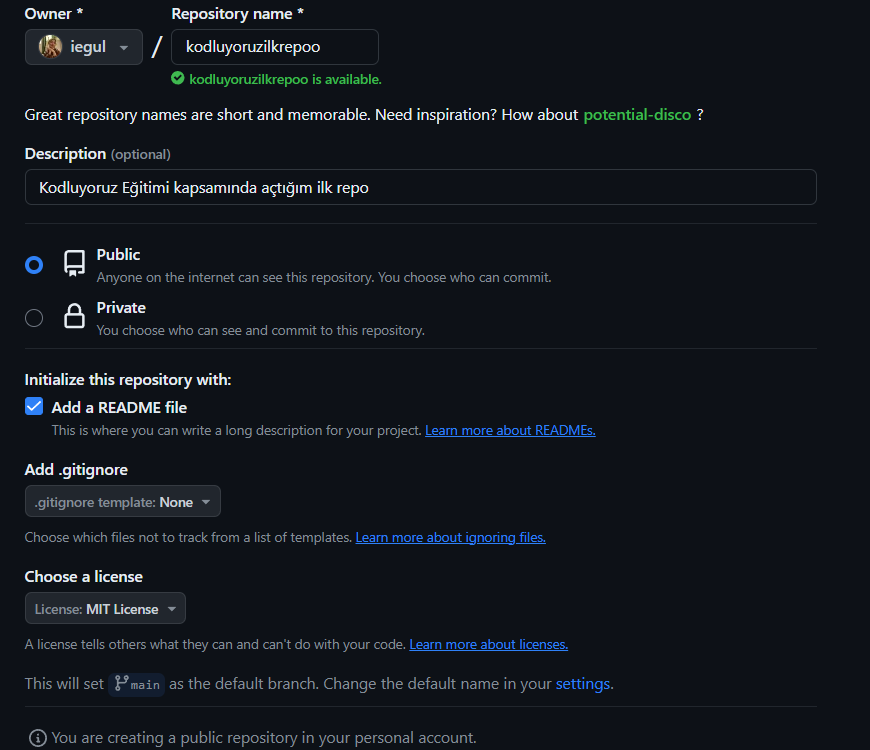 Owner * Repository name *
iegul / kodluyoruzilkrepoo
kodluyoruzilkrepoo is available.
Great repository names are short and memorable. Need inspiration? How about potential-disco ?
Description (optional)
Kodluyoruz Eğitimi kapsamında açtığım ilk repo
Public
Anyone on the internet can see this repository. You choose who can commit.
Private
You choose who can see and commit to this repository.
Initialize this repository with:
Add a README file
This is where you can write a long description for your project. Learn more about READMEs.
Add .gitignore
.gitignore template: None
Choose which files not to track from a list of templates. Learn more about ignoring files.
Choose a license
License: MIT License
A license tells others what they can and can't do with your code. Learn more about licenses.
This will set main as the default branch. Change the default name in your settings.
You are creating a public repository in your personal account.